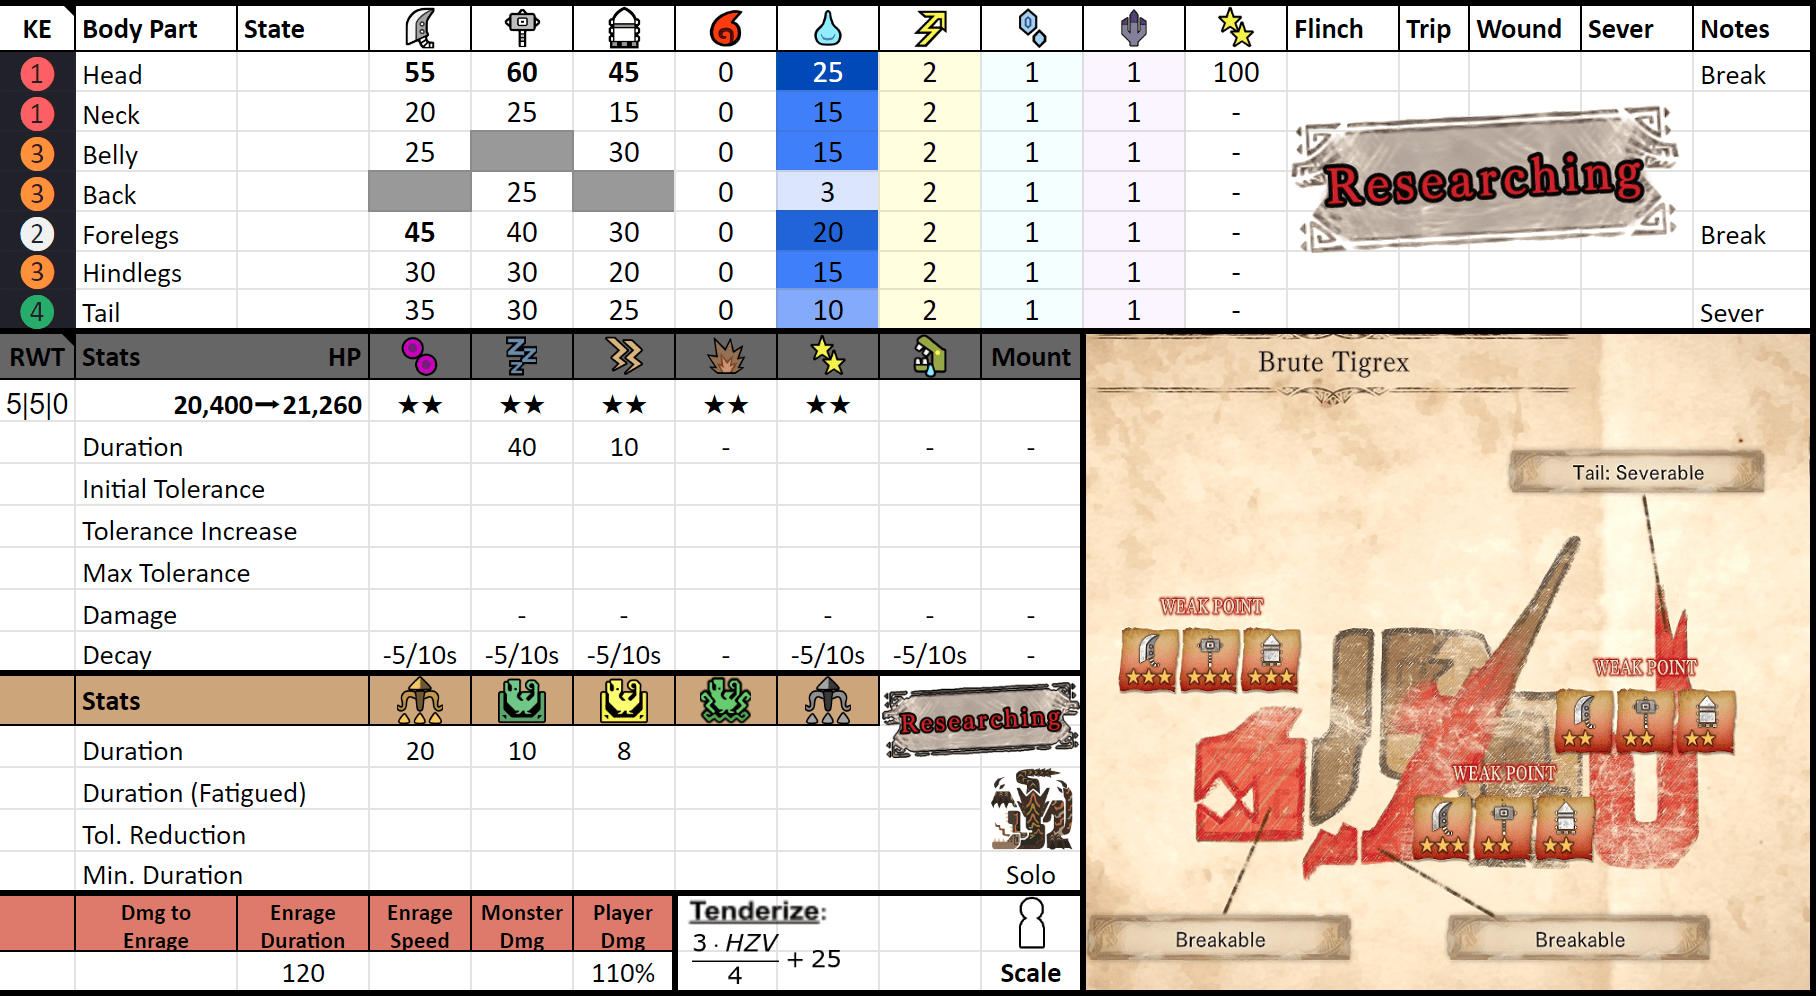 KE Body Part State Flinch Trip Wound Sever Notes
1 Head 55 60 45 0 25 2 1 1 100 Break
1 Neck 20 25 15 0 15 2 1 1 -
3 Belly 25 30 0 15 2 1 1 -
3 Back 25 0 3 2 1 1 -
Researching
2 Forelegs 45 40 30 0 20 2 1 1 - Break
3 Hindlegs 30 30 20 0 15 2 1 1 -
4 Tail 35 30 25 0 10 2 1 1 - Sever
RWT Stats HP Mount
5|5|0 20,400→21,260 ★★ ★★ ★★ ★★ ★★
Duration 40 10 - - -
Initial Tolerance
Tolerance Increase
Max Tolerance
Damage - - - - -
Decay -5/10s -5/10s -5/10s - -5/10s -5/10s -
Stats
Researching
Duration 20 10 8
Duration (Fatigued)
Tol. Reduction
Min. Duration Solo
Dmg to Enrage Enrage Duration Enrage Speed Monster Dmg Player Dmg
120 110%
Tenderize:
3 · HZV
4
+ 25
Scale
Brute Tigrex
Tail: Severable
WEAK POINT
★★★ ★★★ ★★★
WEAK POINT
★★ ★★ ★★
WEAK POINT
★★★ ★★ ★★
Breakable
Breakable